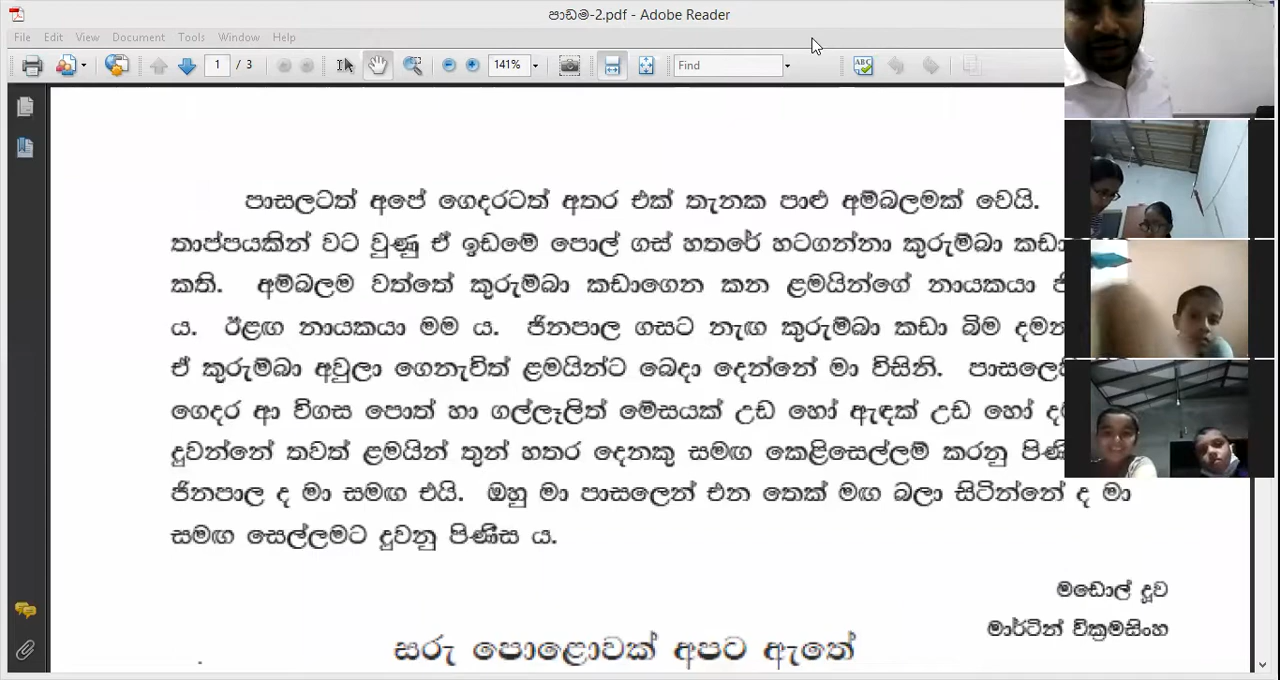 පාඩම-2.pdf - Adobe Reader
File Edit View Document Tools Window Help
1 / 3 141% Find
පාසලටත් අපේ ගෙදරටත් අතර එක් තැනක පාළු අම්බලමක් වෙයි.
තාප්පයකින් වට වුණු ඒ ඉඩමේ පොල් ගස් හතරේ හටගන්නා කුරුම්බා කඩා
කති. අම්බලම වත්තේ කුරුම්බා කඩාගෙන කන ළමයින්ගේ නායකයා
ය. ඊළඟ නායකයා මම ය. ජිනපාල ගසට නැඟ කුරුම්බා කඩා බිම
ඒ කුරුම්බා අවුලා ගෙනැවිත් ළමයින්ට බෙදා දෙන්නේ මා විසිනි.
ගෙදර ආ විගස පොත් හා ගල්ලෑලිත් මේසයක් උඩ හෝ ඇඳක් උඩ හෝ
දුවන්නේ තවත් ළමයින් තුන් හතර දෙනකු සමඟ කෙළිසෙල්ලම් කරනු
ජිනපාල ද මා සමඟ එයි. ඔහු මා පාසලෙන් එන තෙක් මඟ බලා සිටින්නේ ද මා
සමඟ සෙල්ලමට දුවනු පිණිස ය.
මඩොල් දූව
මාර්ටින් වික්‍රමසිංහ
සරු පොළොවක් අපට ඇතේ